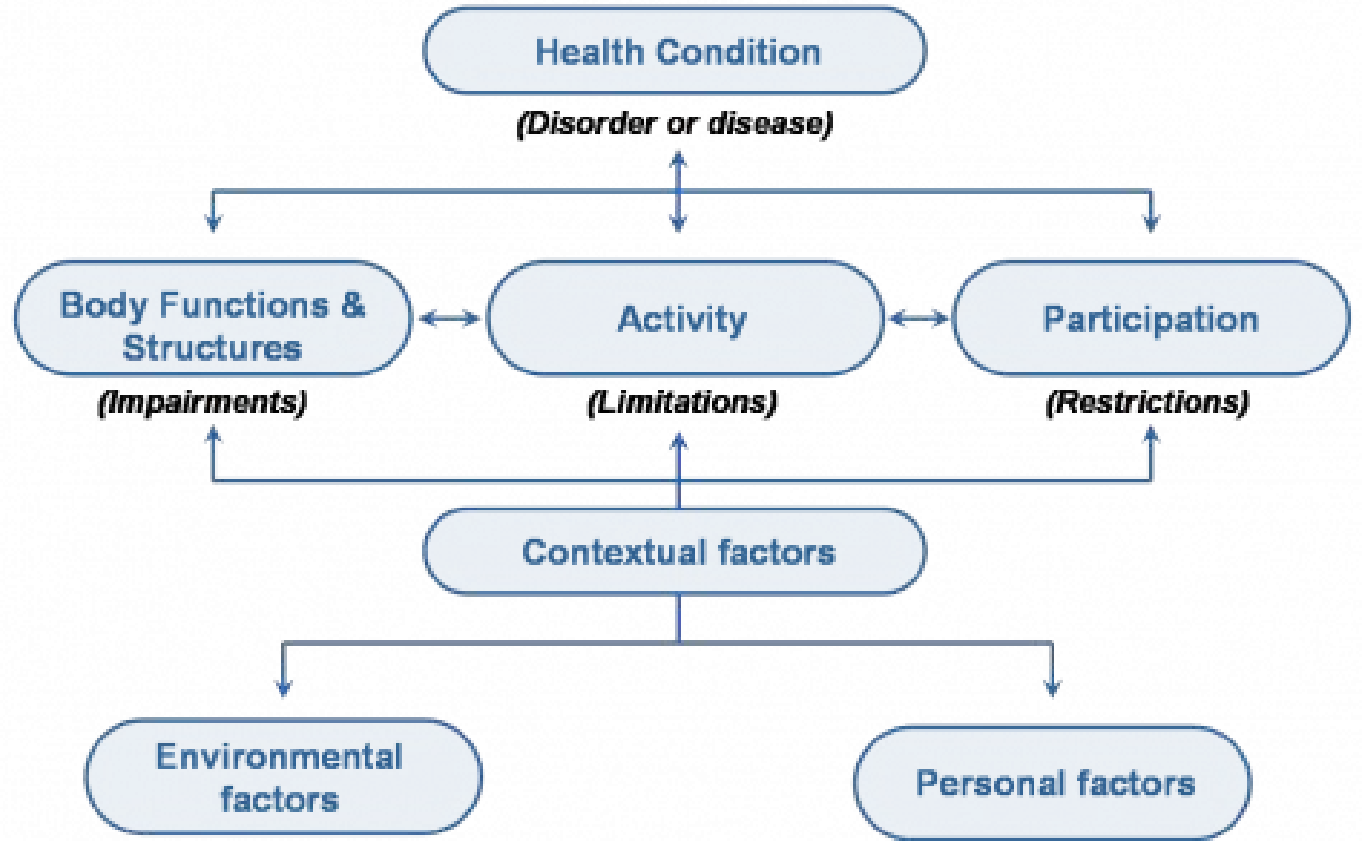 Health Condition
(Disorder or disease)
Body Functions &
Structures
Activity
Participation
(Impairments)
(Limitations)
(Restrictions)
Contextual factors
Environmental
factors
Personal factors